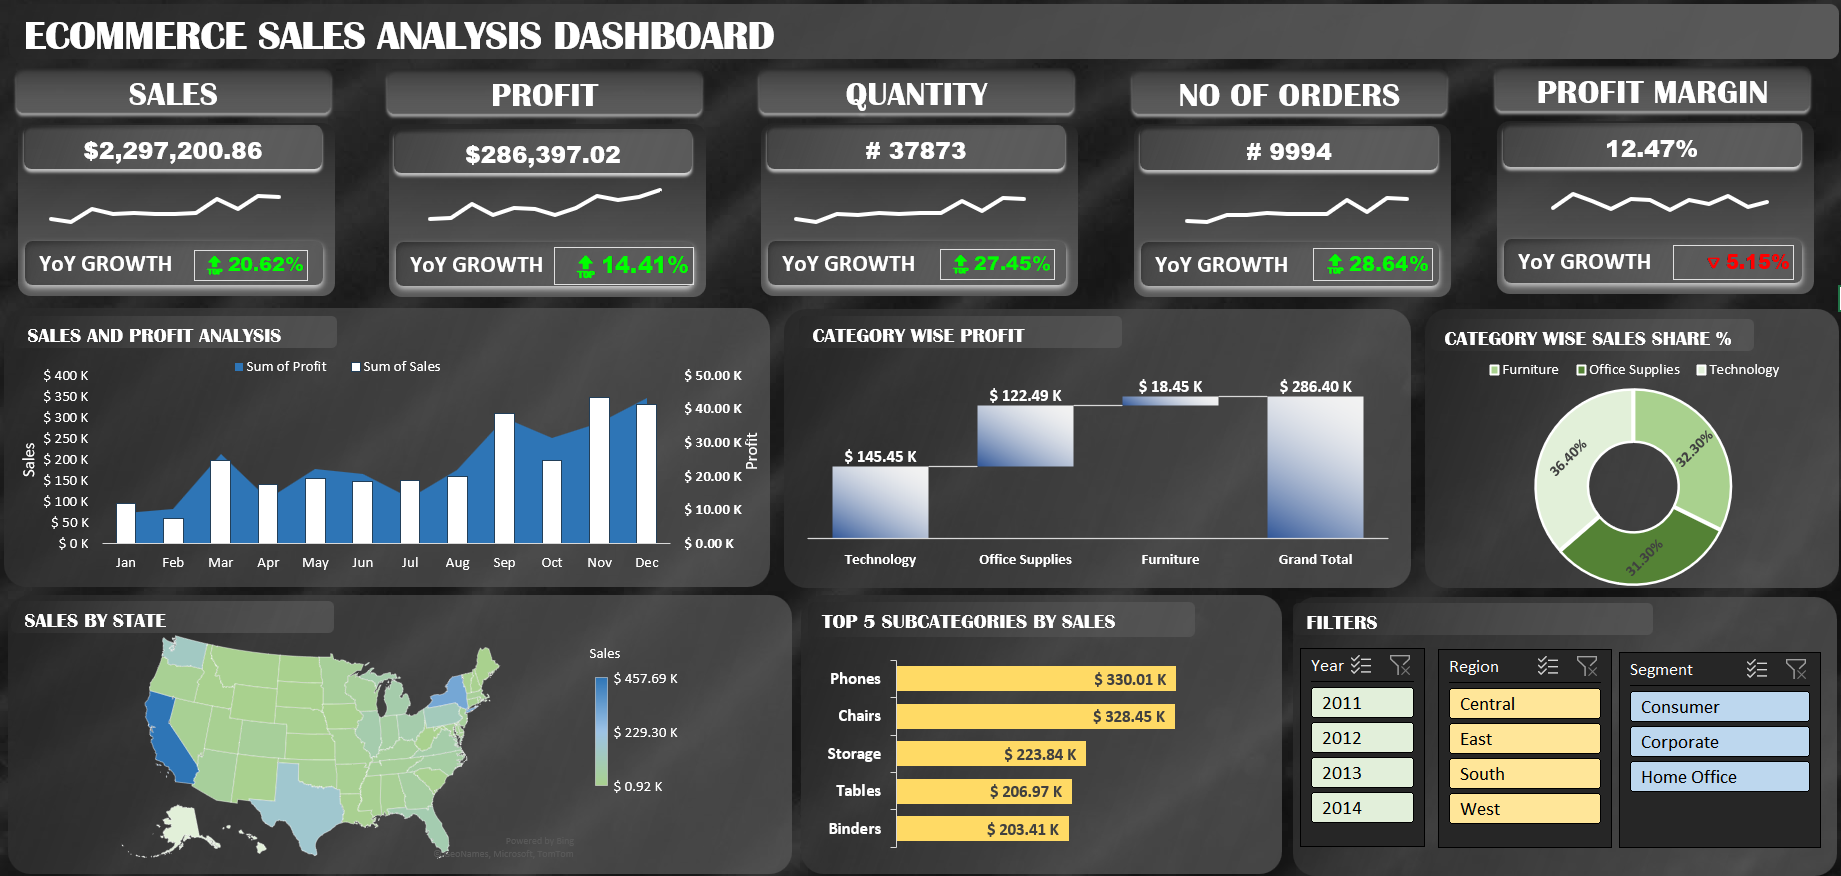 ECOMMERCE SALES ANALYSIS DASHBOARD
SALES
$2,297,200.86
YoY GROWTH
TOP
20.62%
PROFIT
$286,397.02
YoY GROWTH
TOP
14.41%
QUANTITY
# 37873
YoY GROWTH
TOP
27.45%
NO OF ORDERS
# 9994
YoY GROWTH
TOP
28.64%
PROFIT MARGIN
12.47%
YoY GROWTH
5.15%
SALES AND PROFIT ANALYSIS
Sum of Profit
Sum of Sales
Sales
$ 400 K
$ 350 K
$ 300 K
$ 250 K
$ 200 K
$ 150 K
$ 100 K
$ 50 K
$ 0 K
$ 50.00 K
$ 40.00 K
$ 30.00 K
$ 20.00 K
$ 10.00 K
$ 0.00 K
Profit
Jan Feb Mar Apr May Jun Jul Aug Sep Oct Nov Dec
CATEGORY WISE PROFIT
$ 145.45 K
$ 122.49 K
$ 18.45 K
$ 286.40 K
Technology Office Supplies Furniture Grand Total
CATEGORY WISE SALES SHARE %
Furniture Office Supplies Technology
36.40%
32.30%
31.30%
SALES BY STATE
Sales
$ 457.69 K
$ 229.30 K
$ 0.92 K
Powered by Bing
GeoNames, Microsoft, TomTom
TOP 5 SUBCATEGORIES BY SALES
Phones $ 330.01 K
Chairs $ 328.45 K
Storage $ 223.84 K
Tables $ 206.97 K
Binders $ 203.41 K
FILTERS
Year
2011
2012
2013
2014
Region
Central
East
South
West
Segment
Consumer
Corporate
Home Office